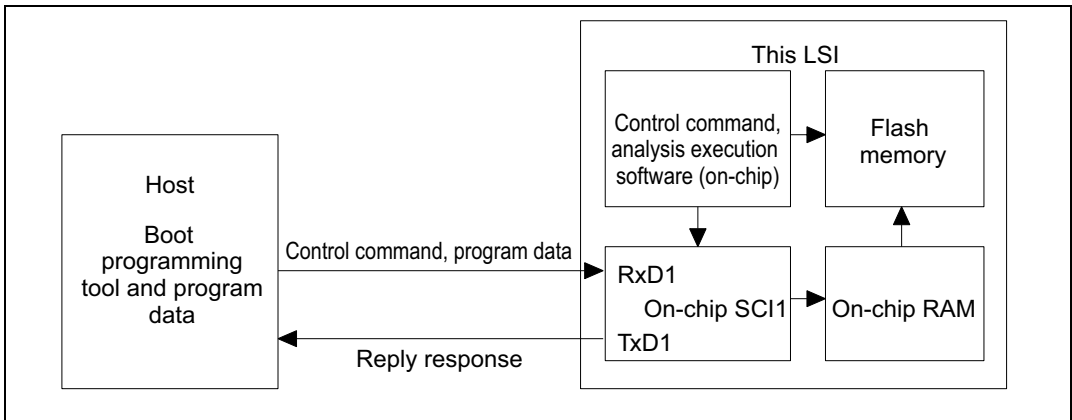 This LSI
Host
Boot
programming
tool and program
data
Control command, program data
Reply response
Control command,
analysis execution
software (on-chip)
Flash
memory
RxD1
On-chip SCI1
TxD1
On-chip RAM